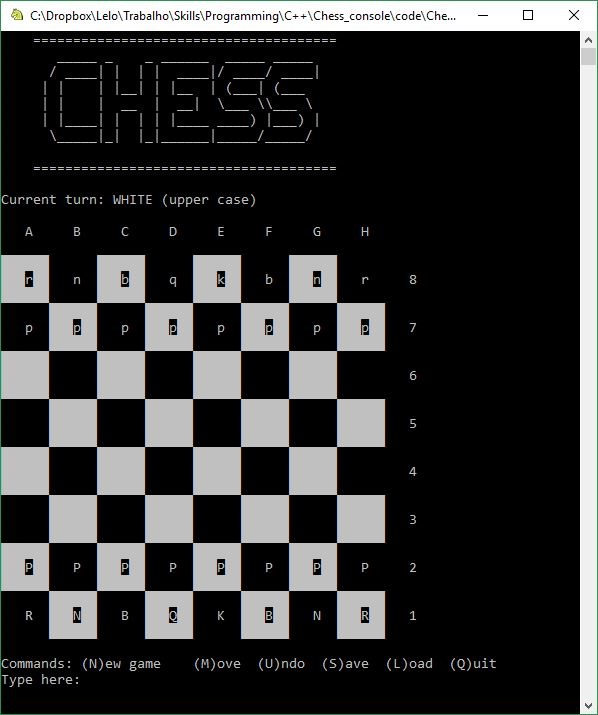 C:\Dropbox\Lelo\Trabalho\Skills\Programming\C++\Chess_console\code\Che...
CHESS
Current turn: WHITE (upper case)
A B C D E F G H
r n b q k b n r 8
p p p p p p p p 7
6
5
4
3
P P P P P P P P 2
R N B Q K B N R 1
Commands: (N)ew game (M)ove (U)ndo (S)ave (L)oad (Q)uit
Type here: